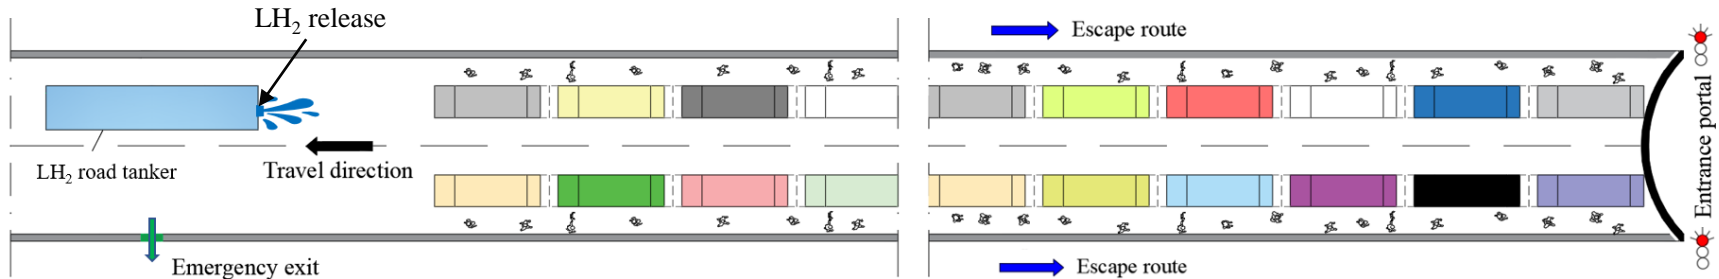 LH₂ release
Escape route
LH₂ road tanker
Travel direction
Entrance portal
Emergency exit
Escape route